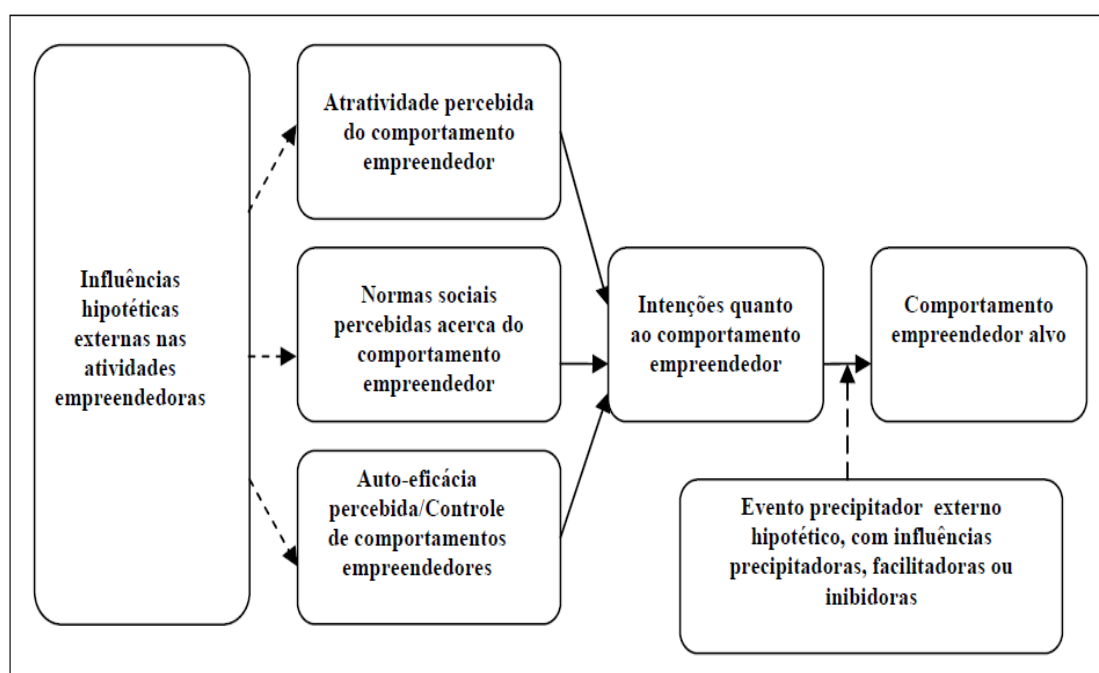 Influências
hipotéticas
externas nas
atividades
empreendedoras
Atratividade percebida
do comportamento
empreendedor
Normas sociais
percebidas acerca do
comportamento
empreendedor
Auto-eficácia
percebida/Controle
de comportamentos
empreendedores
Intenções quanto
ao comportamento
empreendedor
Comportamento
empreendedor alvo
Evento precipitador externo
hipotético, com influências
precipitadoras, facilitadoras ou
inibidoras